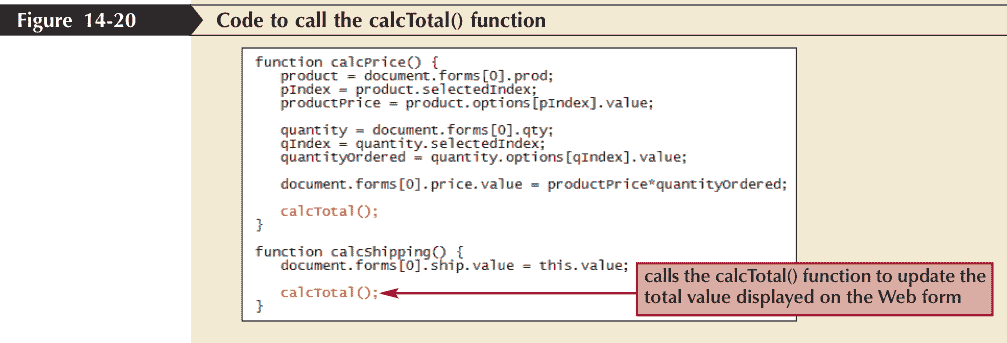 Figure 14-20
Code to call the calcTotal() function
function calcPrice() {
product = document.forms[0].prod;
pIndex = product.selectedIndex;
productPrice = product.options[pIndex].value;
quantity = document.forms[0].qty;
qIndex = quantity.selectedIndex;
quantityOrdered = quantity.options[qIndex].value;
document.forms[0].price.value = productPrice*quantityOrdered;
calcTotal();
}
function calcShipping() {
document.forms[0].ship.value = this.value;
calcTotal();
}
calls the calcTotal() function to update the
total value displayed on the Web form